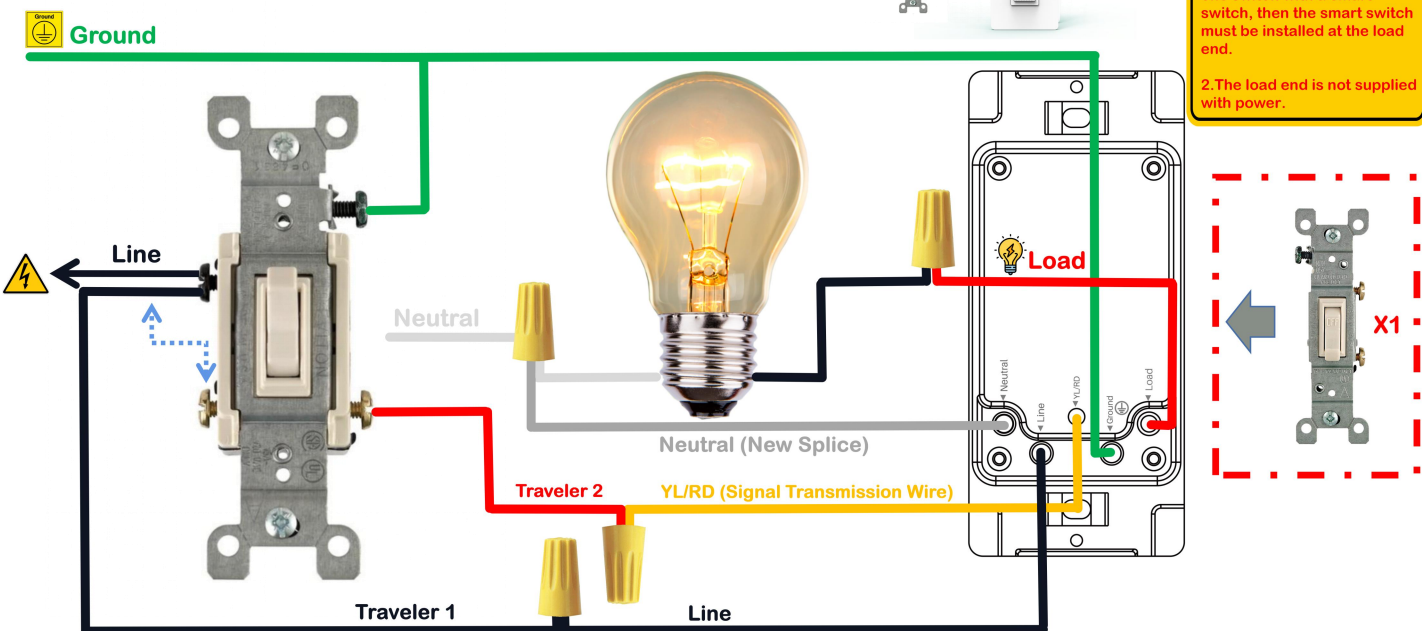 Ground
Ground
switch, then the smart switch
must be installed at the load
end.
2.The load end is not supplied
with power.
Line
Load
Neutral
X1
Neutral
Line
YL/RD
Ground
Load
Neutral (New Splice)
Traveler 2
YL/RD (Signal Transmission Wire)
Traveler 1
Line